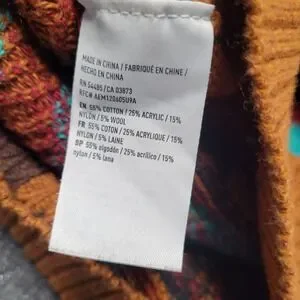 MADE IN CHINA / FABRIQUÉ EN CHINE /
HECHO EN CHINA
RN 54485 / CA 03873
RFC# AEM120605U9A
EN: 55% COTTON / 25% ACRYLIC / 15%
NYLON / 5% WOOL
FR: 55% COTON / 25% ACRYLIQUE / 15%
NYLON / 5% LAINE
BP: 55% algodón / 25% acrílico / 15%
nylon / 5% lana